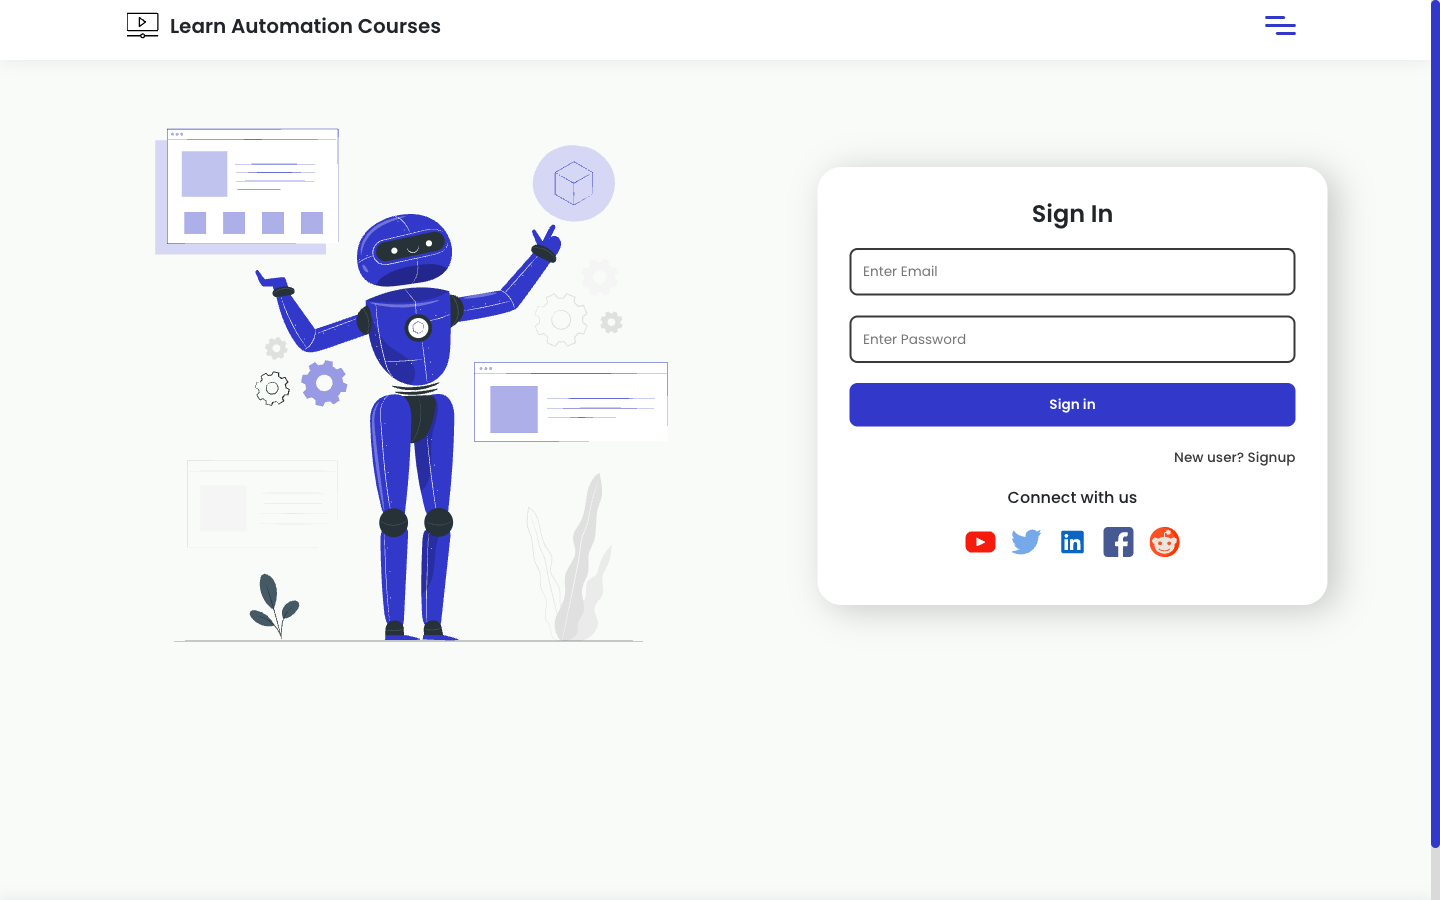 Learn Automation Courses
Sign In
Enter Email
Enter Password
Sign in
New user? Signup
Connect with us